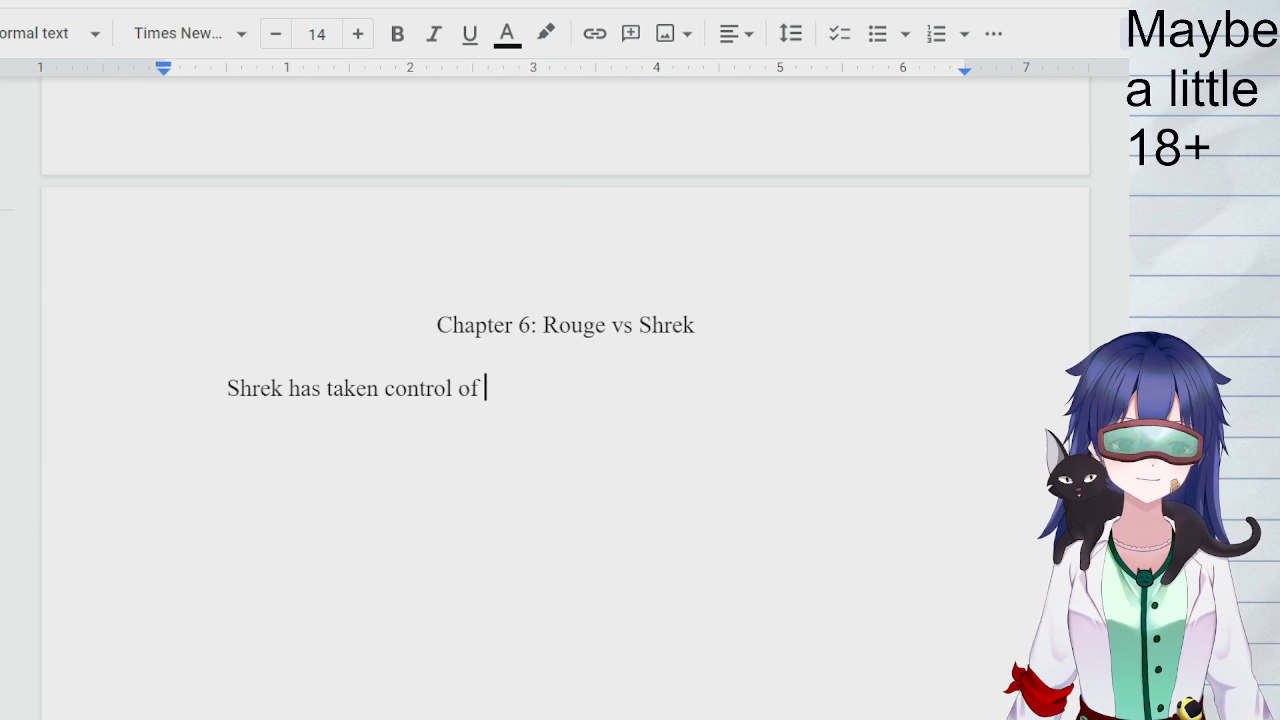 ormal text
Times New...
14
1 1 2 3 4 5 6 7
Maybe
a little
18+
Chapter 6: Rouge vs Shrek
Shrek has taken control of